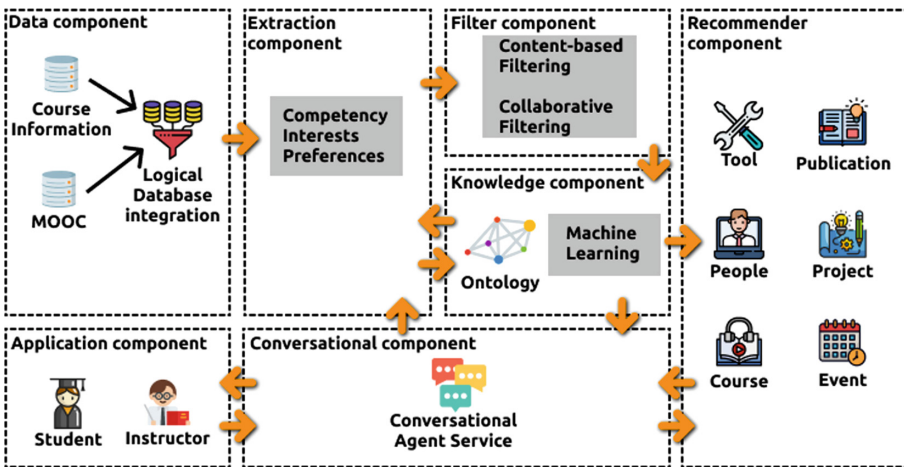 Data component
Course
Information
MOOC
Logical
Database
integration
Extraction
component
Competency
Interests
Preferences
Filter component
Content-based
Filtering
Collaborative
Filtering
Knowledge component
Ontology
Machine
Learning
Recommender
component
Tool
Publication
People
Project
Course
Event
Application component
Student
Instructor
Conversational component
Conversational
Agent Service